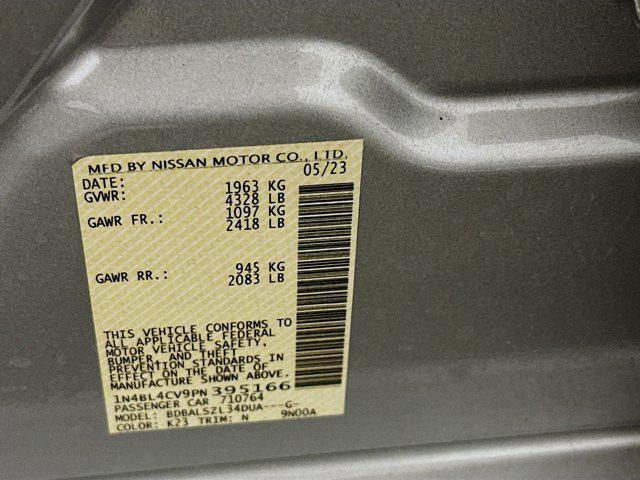 MFD BY NISSAN MOTOR CO., LTD.
DATE: 05/23
GVWR: 1963 KG
4328 LB
GAWR FR.: 1097 KG
2418 LB
GAWR RR.: 945 KG
2083 LB
THIS VEHICLE CONFORMS TO
ALL APPLICABLE FEDERAL
MOTOR VEHICLE SAFETY,
BUMPER, AND THEFT
PREVENTION STANDARDS IN
EFFECT ON THE DATE OF
MANUFACTURE SHOWN ABOVE.
1N4BL4CV9PN395166
PASSENGER CAR 710764
MODEL: BDBALSZL34DUA---G-
COLOR: K23 TRIM: N 9N00A